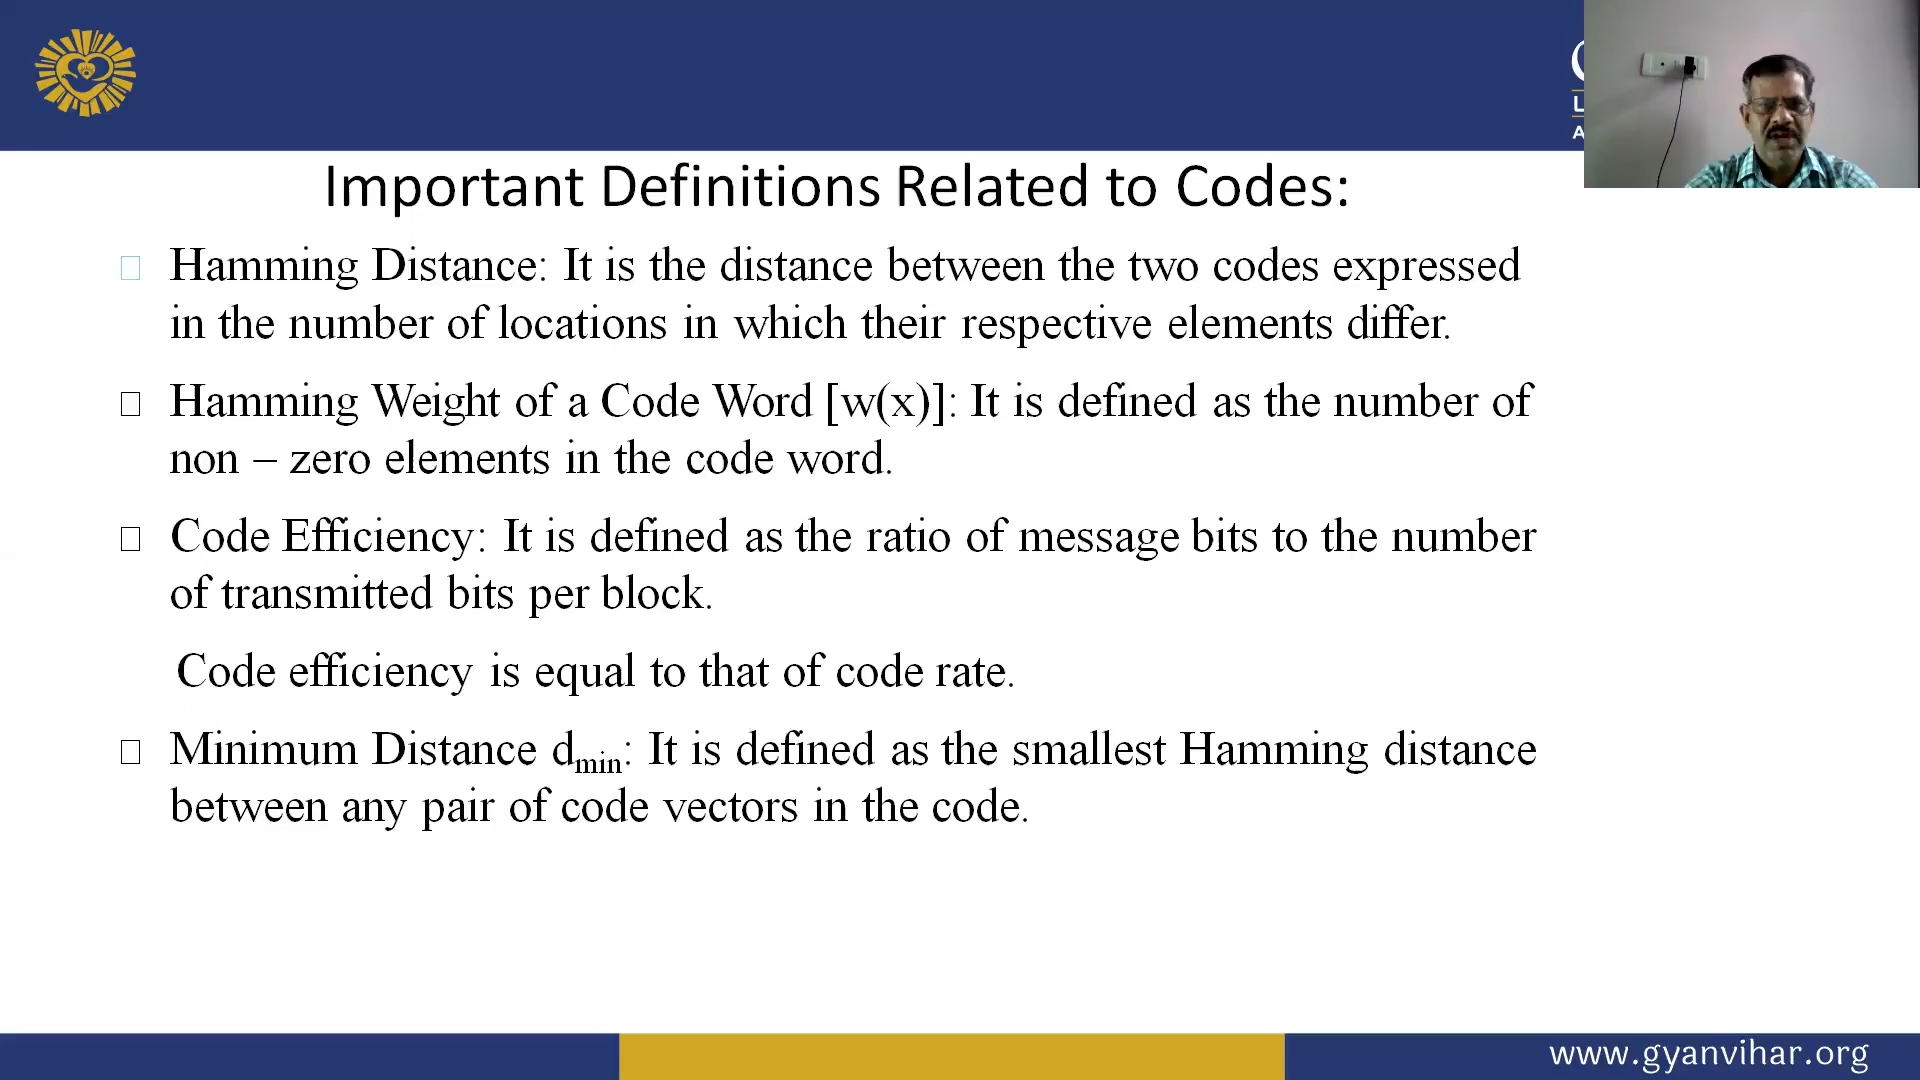 Important Definitions Related to Codes:
Hamming Distance: It is the distance between the two codes expressed
in the number of locations in which their respective elements differ.
Hamming Weight of a Code Word [w(x)]: It is defined as the number of
non – zero elements in the code word.
Code Efficiency: It is defined as the ratio of message bits to the number
of transmitted bits per block.
Code efficiency is equal to that of code rate.
Minimum Distance dmin: It is defined as the smallest Hamming distance
between any pair of code vectors in the code.
www.gyanvihar.org